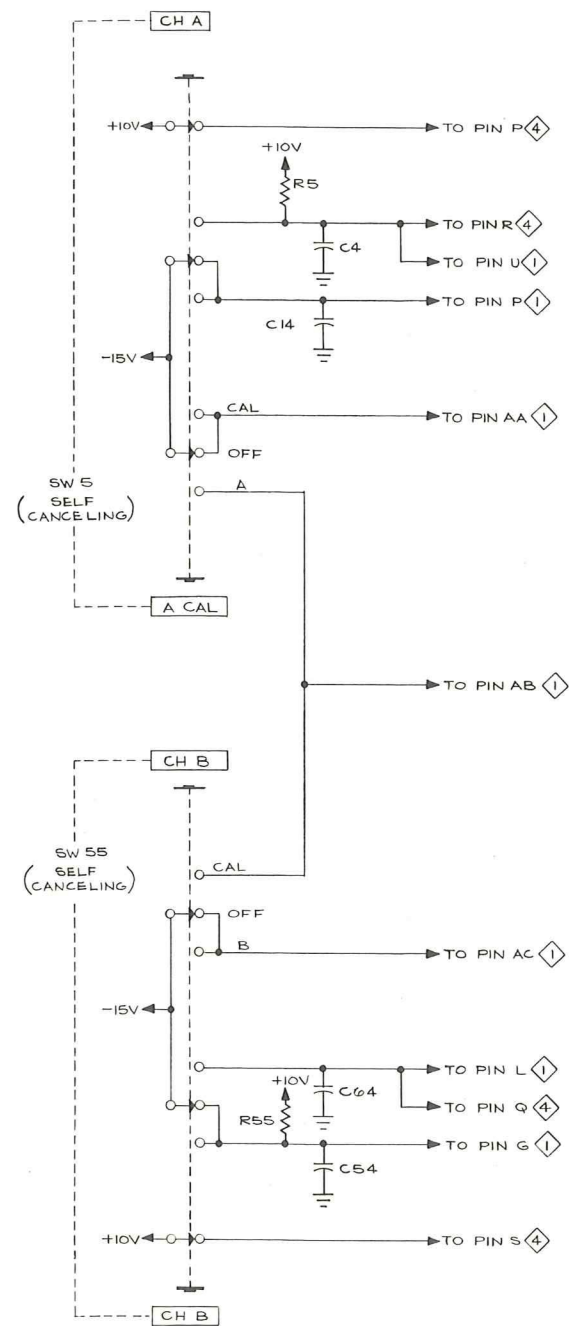 CH A
+10V
TO PIN P 4
+10V
R5
TO PIN R 4
C4
TO PIN U 1
TO PIN P 1
C14
-15V
CAL
TO PIN AA 1
OFF
SW 5
(SELF
CANCELING)
A
A CAL
TO PIN AB 1
CH B
SW 55
(SELF
CANCELING)
CAL
OFF
B
TO PIN AC 1
-15V
TO PIN L 1
+10V
C64
R55
TO PIN Q 4
TO PIN G 1
C54
+10V
TO PIN S 4
CH B